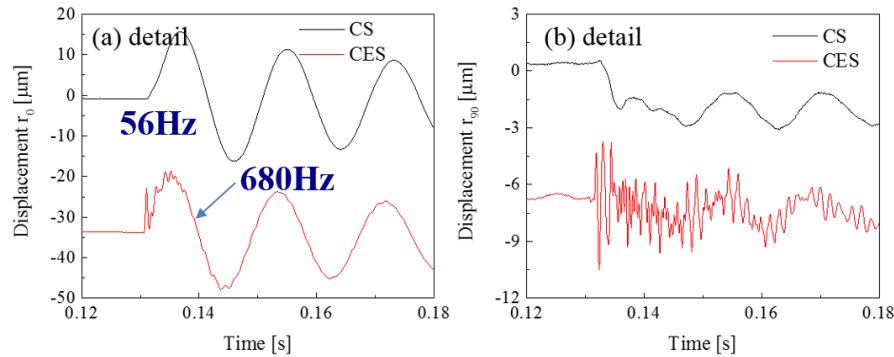 (a) detail
CS
CES
56Hz
680Hz
Displacement r0 [μm]
20
10
0
-10
-20
-30
-40
-50
0.12
0.14
0.16
0.18
Time [s]
(b) detail
CS
CES
Displacement r90 [μm]
3
0
-3
-6
-9
-12
0.12
0.14
0.16
0.18
Time [s]